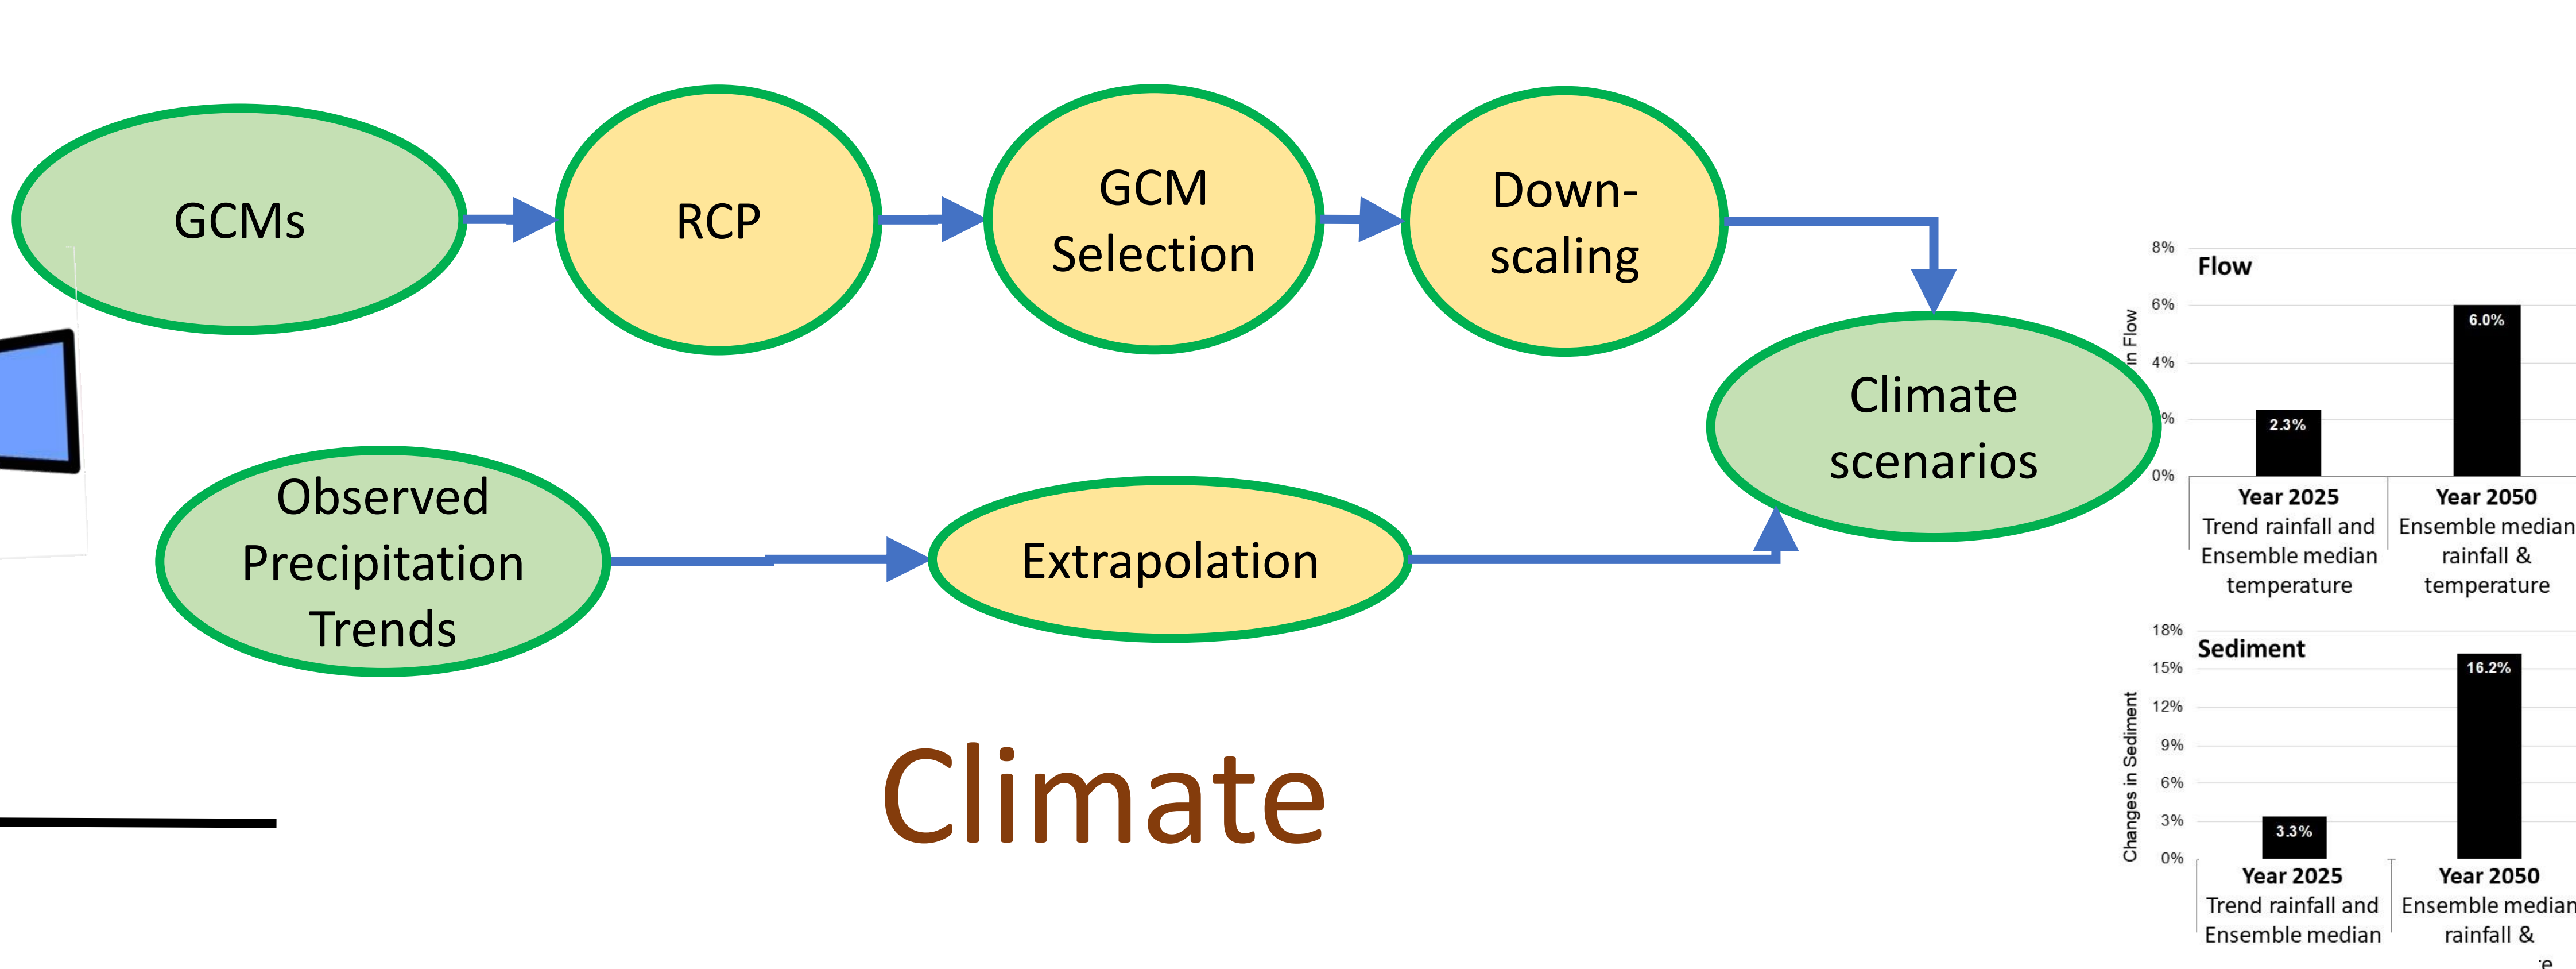 GCMs
RCP
GCM
Selection
Down-
scaling
Climate
scenarios
Observed
Precipitation
Trends
Extrapolation
Climate
8%
Flow
6%
6.0%
in Flow
4%
%
2.3%
0%
Year 2025
Trend rainfall and
Ensemble median
temperature
Year 2050
Ensemble median
rainfall &
temperature
18%
Sediment
15%
16.2%
12%
Changes in Sediment
9%
6%
3%
3.3%
0%
Year 2025
Trend rainfall and
Ensemble median
Year 2050
Ensemble median
rainfall &